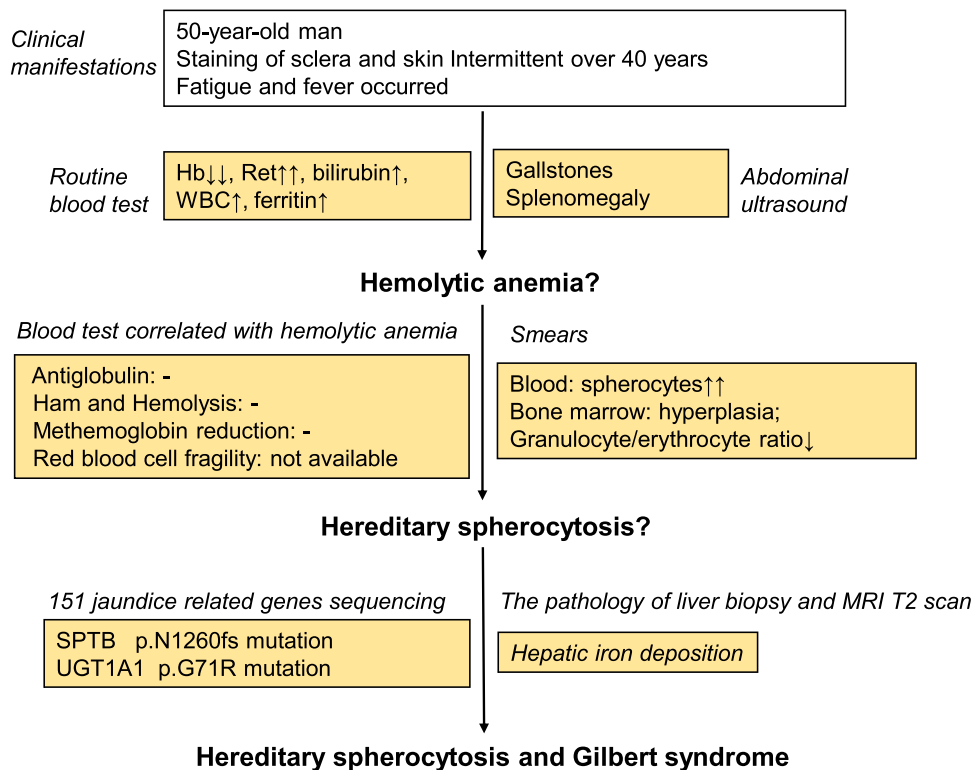 Clinical
manifestations
50-year-old man
Staining of sclera and skin Intermittent over 40 years
Fatigue and fever occurred
Routine
blood test
Hb↓↓, Ret↑↑, bilirubin↑,
WBC↑, ferritin↑
Gallstones
Splenomegaly
Abdominal
ultrasound
Hemolytic anemia?
Blood test correlated with hemolytic anemia
Antiglobulin: -
Ham and Hemolysis: -
Methemoglobin reduction: -
Red blood cell fragility: not available
Smears
Blood: spherocytes↑↑
Bone marrow: hyperplasia;
Granulocyte/erythrocyte ratio↓
Hereditary spherocytosis?
151 jaundice related genes sequencing
SPTB p.N1260fs mutation
UGT1A1 p.G71R mutation
The pathology of liver biopsy and MRI T2 scan
Hepatic iron deposition
Hereditary spherocytosis and Gilbert syndrome